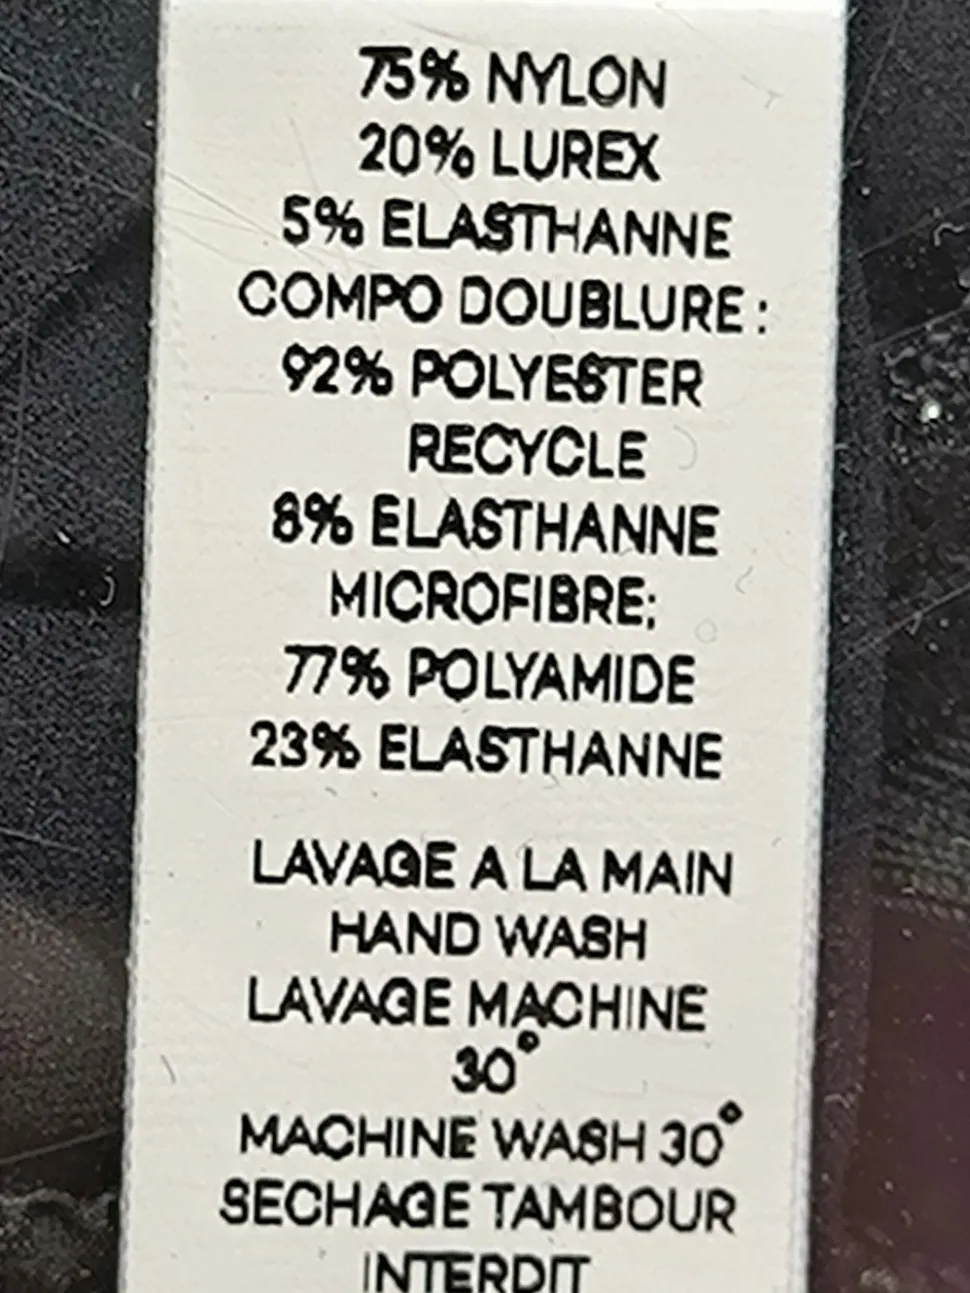 75% NYLON
20% LUREX
5% ELASTHANNE
COMPO DOUBLURE :
92% POLYESTER
RECYCLE
8% ELASTHANNE
MICROFIBRE:
77% POLYAMIDE
23% ELASTHANNE
LAVAGE A LA MAIN
HAND WASH
LAVAGE MACHINE
30°
MACHINE WASH 30°
SECHAGE TAMBOUR
INTERDIT